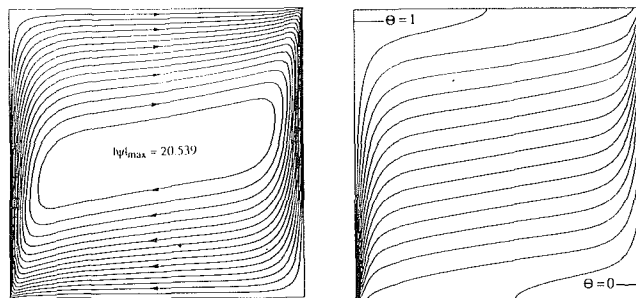 Θ = 1
|ψ|max = 20.539
Θ = 0